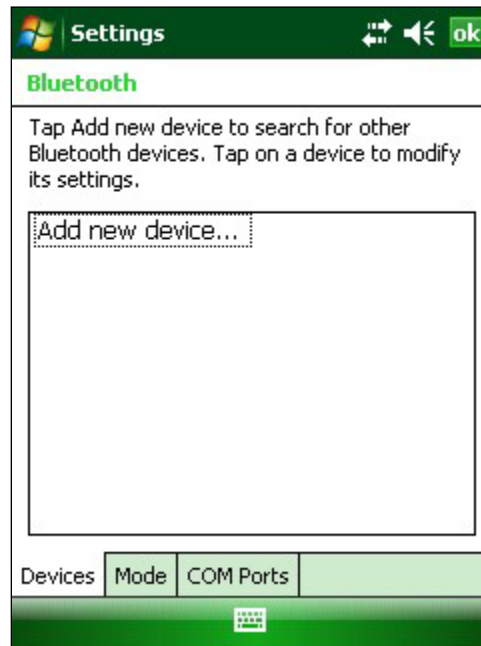 Settings ok
Bluetooth
Tap Add new device to search for other
Bluetooth devices. Tap on a device to modify
its settings.
Add new device...
Devices Mode COM Ports